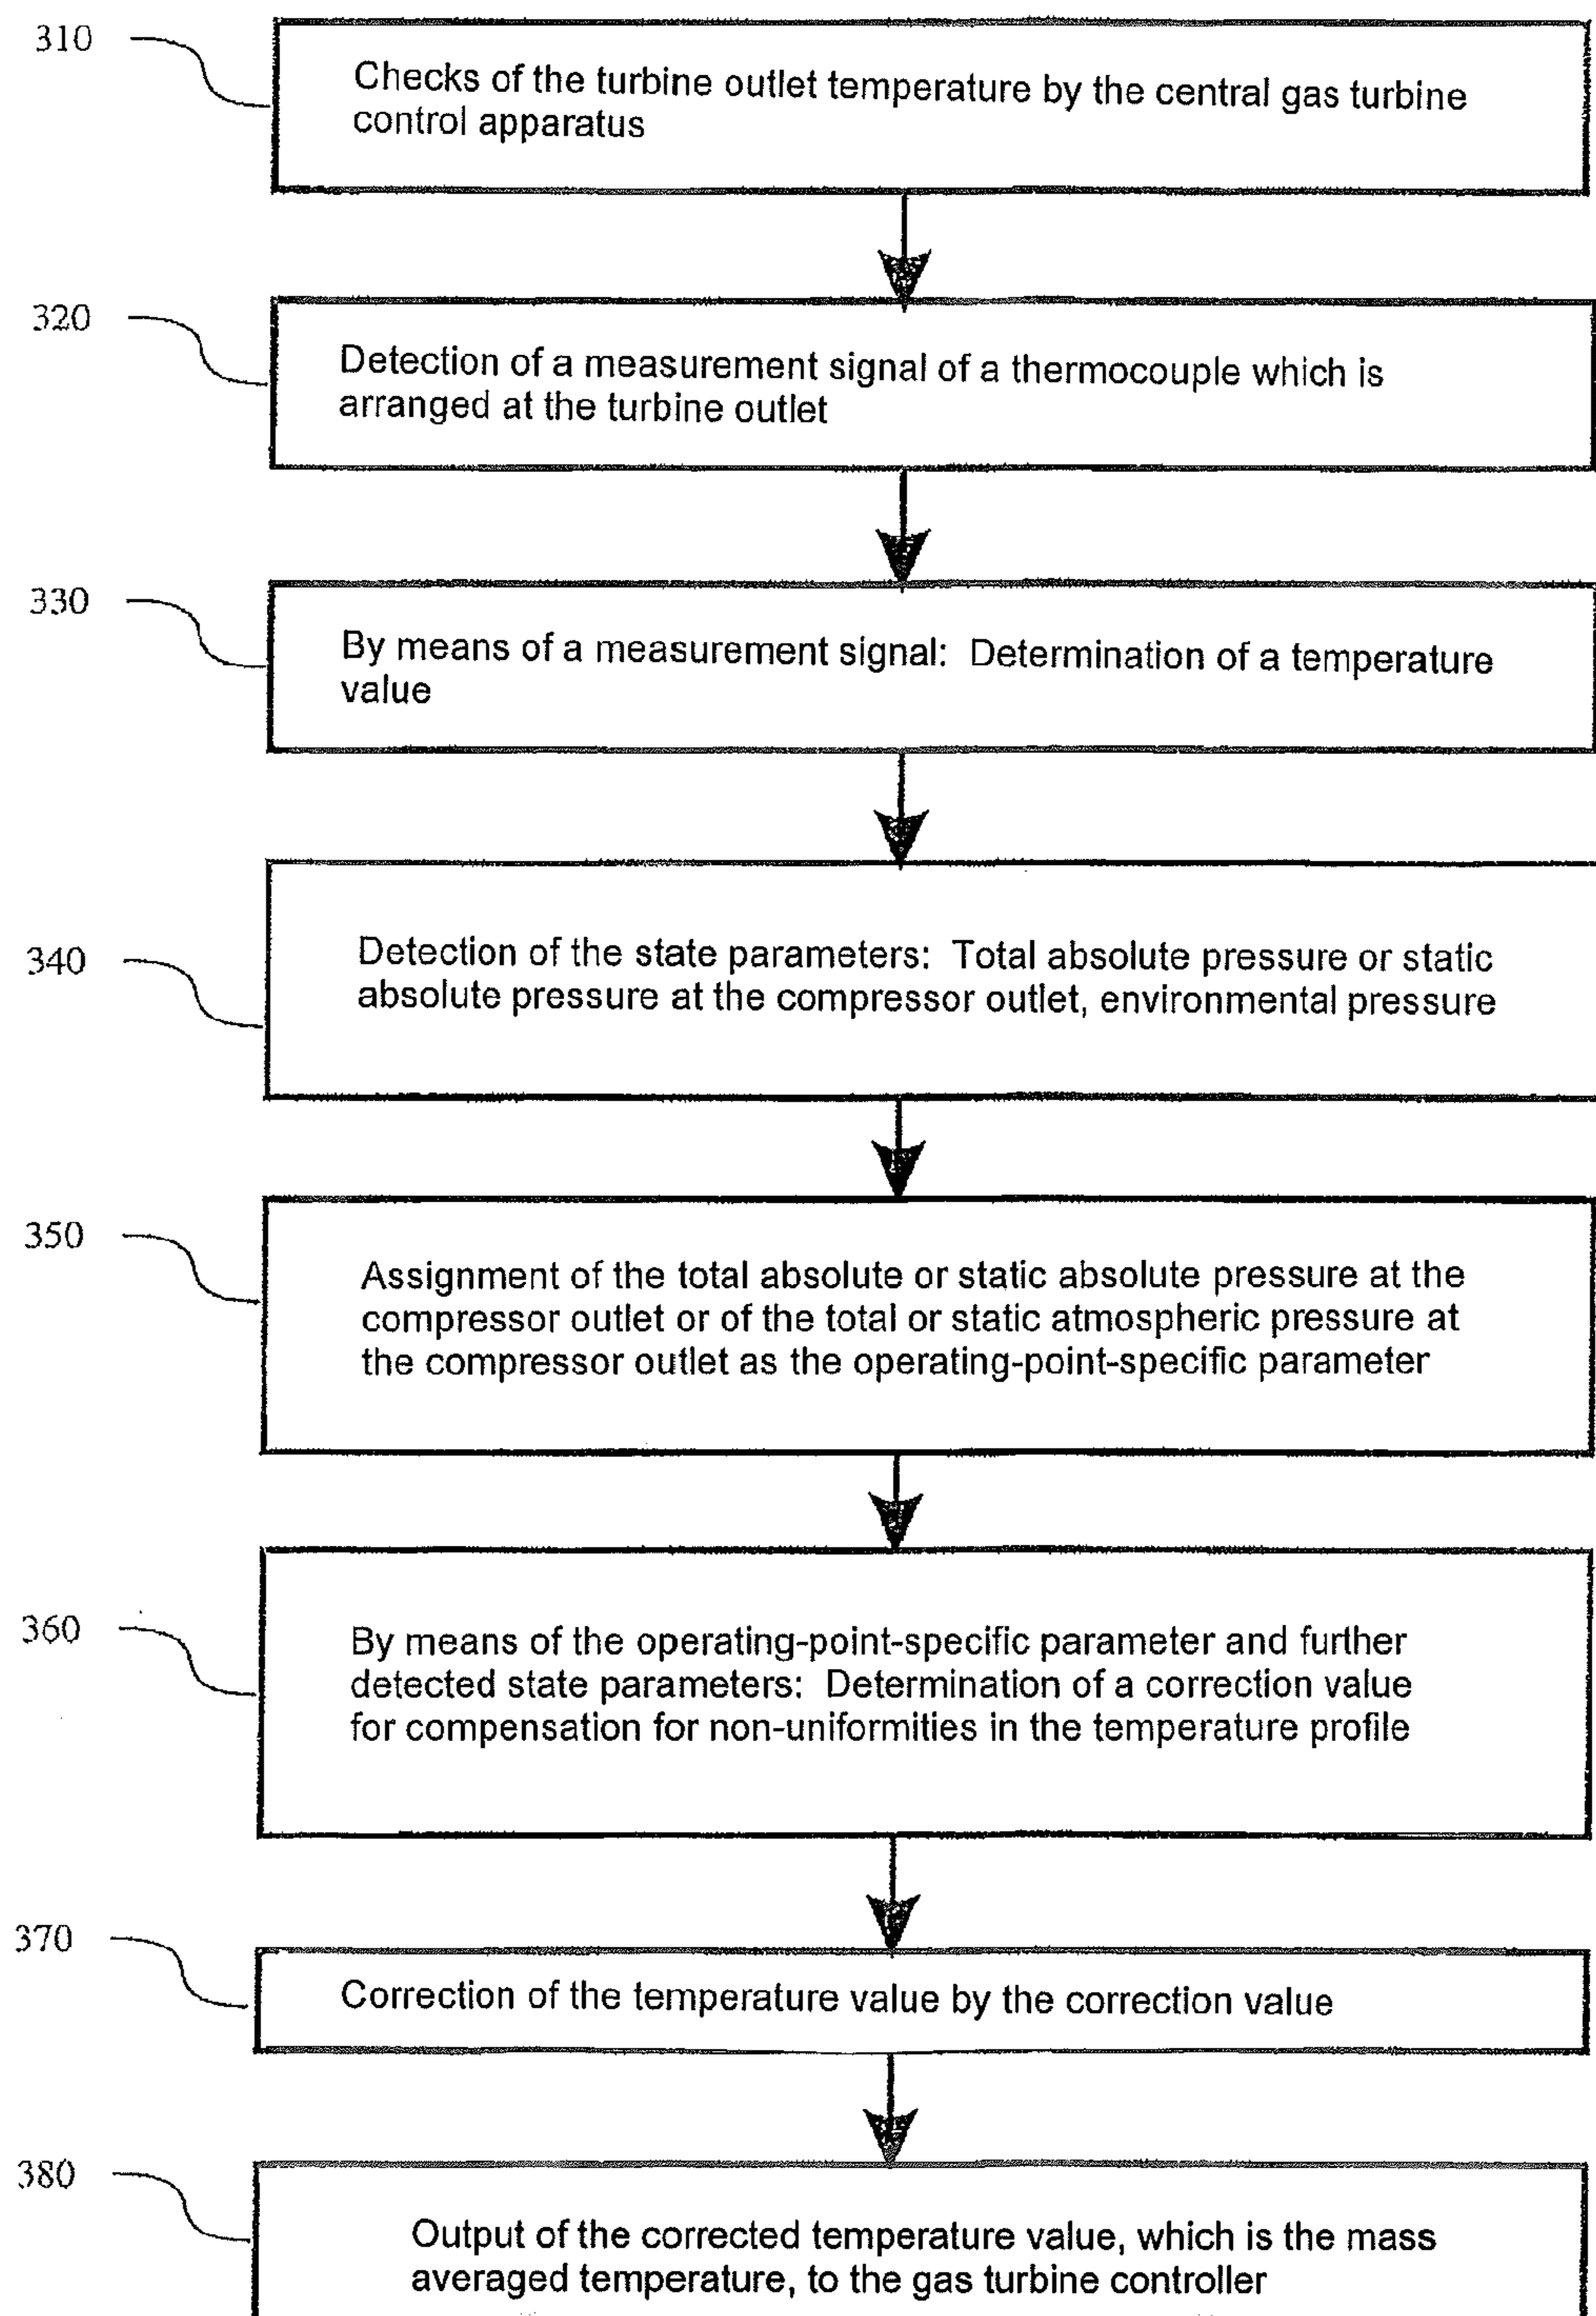 310
Checks of the turbine outlet temperature by the central gas turbine
control apparatus
320
Detection of a measurement signal of a thermocouple which is
arranged at the turbine outlet
330
By means of a measurement signal: Determination of a temperature
value
340
Detection of the state parameters: Total absolute pressure or static
absolute pressure at the compressor outlet, environmental pressure
350
Assignment of the total absolute or static absolute pressure at the
compressor outlet or of the total or static atmospheric pressure at
the compressor outlet as the operating-point-specific parameter
360
By means of the operating-point-specific parameter and further
detected state parameters: Determination of a correction value
for compensation for non-uniformities in the temperature profile
370
Correction of the temperature value by the correction value
380
Output of the corrected temperature value, which is the mass
averaged temperature, to the gas turbine controller